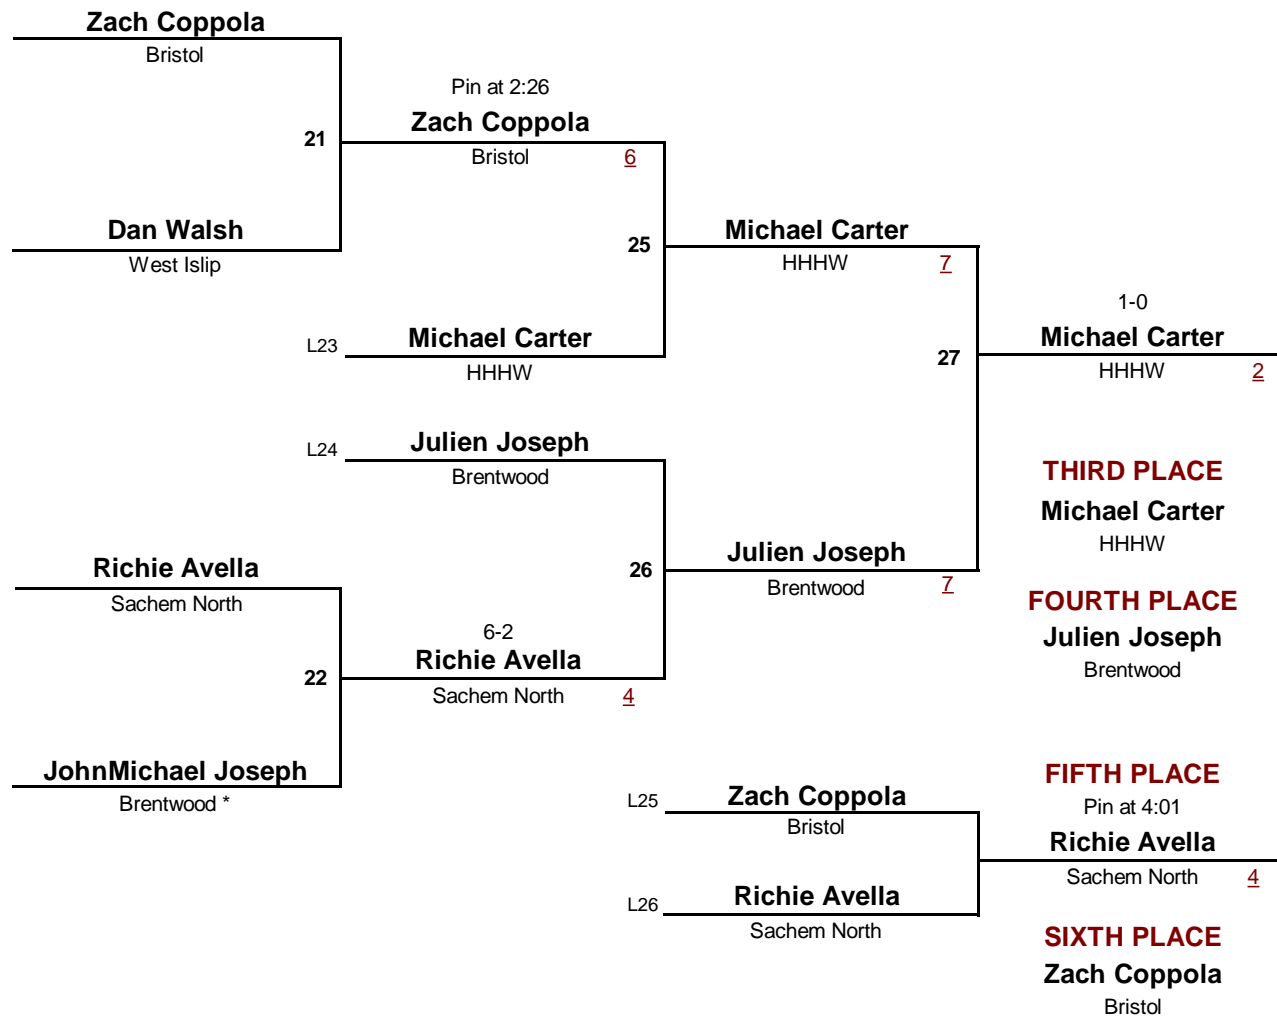 Zach Coppola
Bristol
Pin at 2:26
21
Zach Coppola
Bristol 6
Dan Walsh
West Islip
25
Michael Carter
HHHW 7
L23
Michael Carter
HHHW
27
1-0
Michael Carter
HHHW 2
L24
Julien Joseph
Brentwood
THIRD PLACE
Michael Carter
HHHW
Richie Avella
Sachem North
26
Julien Joseph
Brentwood 7
FOURTH PLACE
Julien Joseph
Brentwood
22
6-2
Richie Avella
Sachem North 4
JohnMichael Joseph
Brentwood *
L25
Zach Coppola
Bristol
FIFTH PLACE
Pin at 4:01
Richie Avella
Sachem North 4
L26
Richie Avella
Sachem North
SIXTH PLACE
Zach Coppola
Bristol